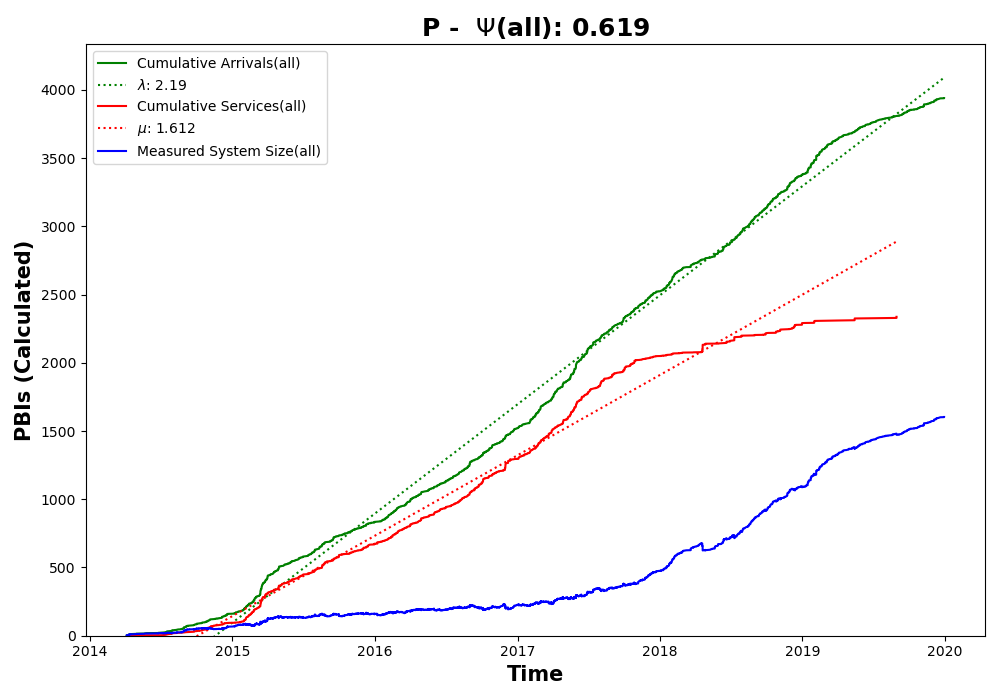 P - Ψ(all): 0.619
Cumulative Arrivals(all)
λ: 2.19
Cumulative Services(all)
μ: 1.612
Measured System Size(all)
PBIs (Calculated)
4000
3500
3000
2500
2000
1500
1000
500
0
2014 2015 2016 2017 2018 2019 2020
Time